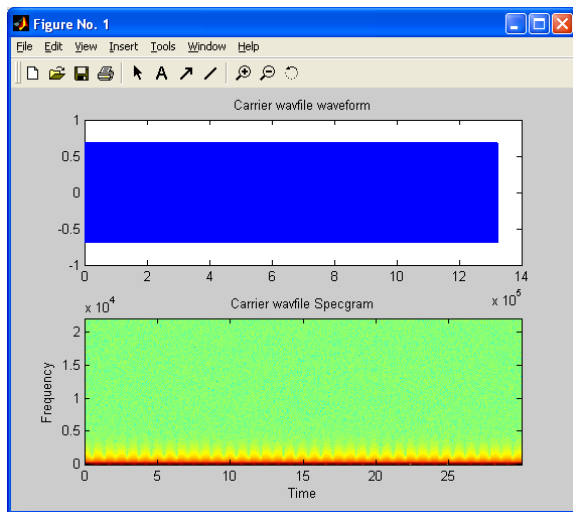 Figure No. 1
File Edit View Insert Tools Window Help
A
Carrier wavfile waveform
1
0.5
0
-0.5
-1
0 2 4 6 8 10 12 14
x 10^5
x 10^4
Carrier wavfile Specgram
2
1.5
1
0.5
0
Frequency
0 5 10 15 20 25
Time